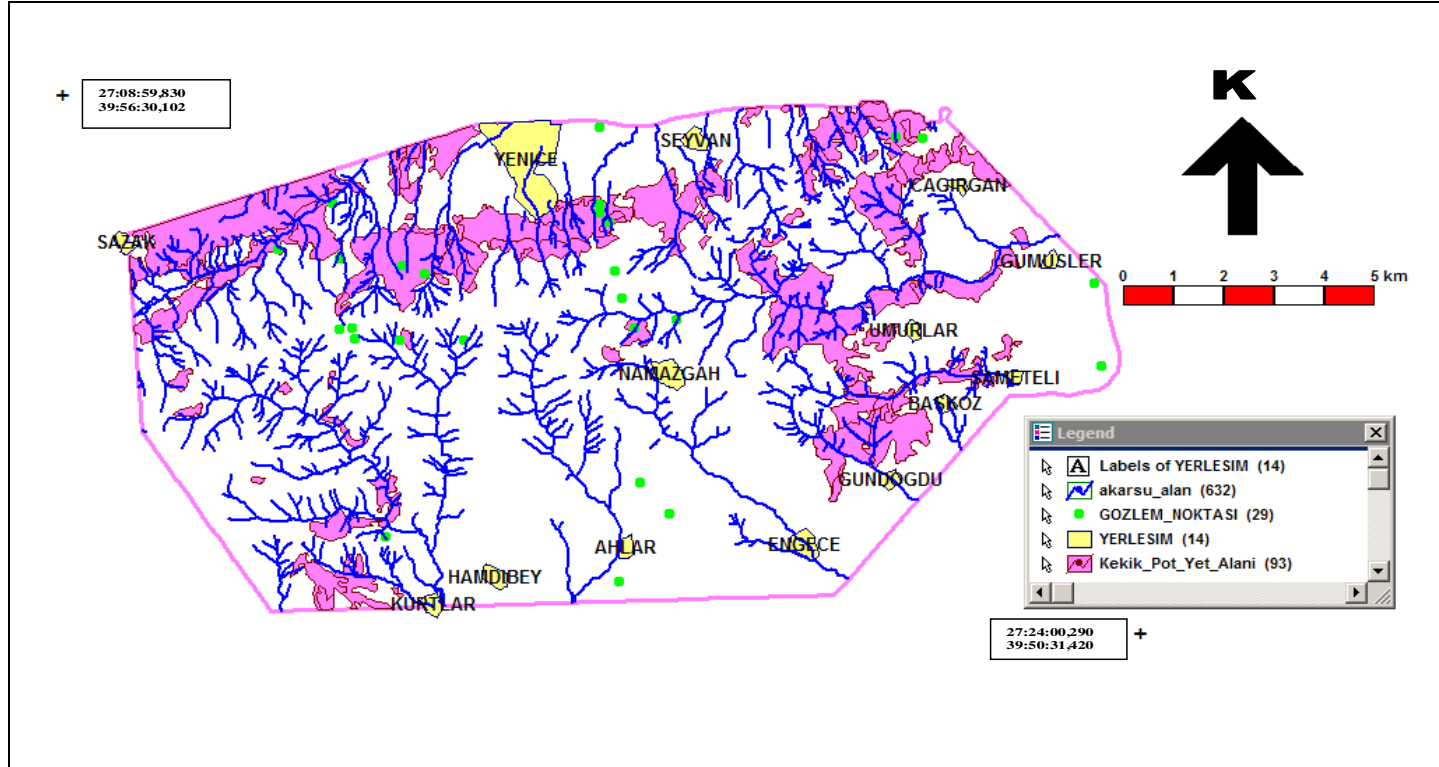 K
27:08:59,830
39:56:30,102
SEYVAN
YENICE
CAGIRGAN
SAZAK
GUMUSLER
0 1 2 3 4 5 km
UMURLAR
NAMAZGAH
SAMETELI
BASKOZ
Legend
A Labels of YERLESIM (14)
akarsu_alan (632)
GOZLEM_NOKTASI (29)
YERLESIM (14)
Kekik_Pot_Yet_Alani (93)
GUNDOGDU
AHLAR
ENGECE
HAMDIBEY
KURTLAR
27:24:00,290
39:50:31,420